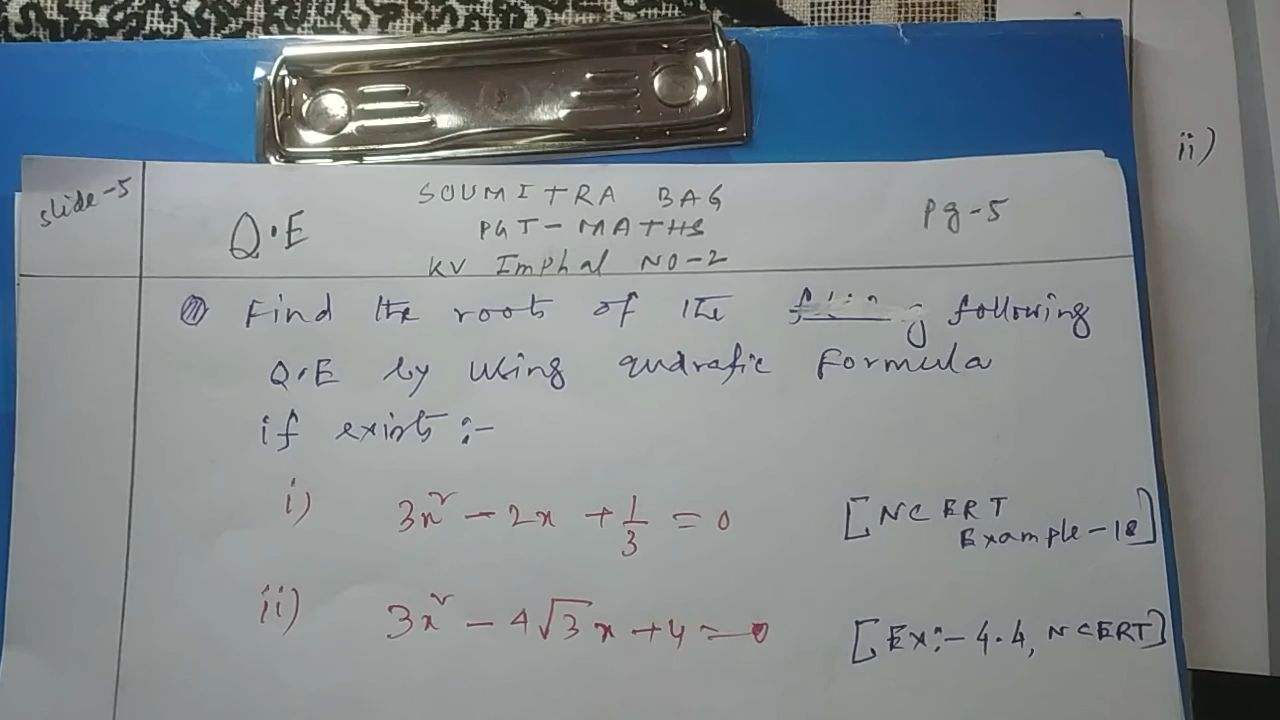 ii)
slide-5
SOUMITRA BAG
Q.E
PGT-MATHS
pg-5
KV Imphal NO-2
Find the roots of the following
Q.E by using qudratic formula
if exists :-
i) 3x² - 2x + 1/3 = 0 [NCERT
Example-18]
ii) 3x² - 4√3x + 4 = 0 [Ex:- 4.4, NCERT]